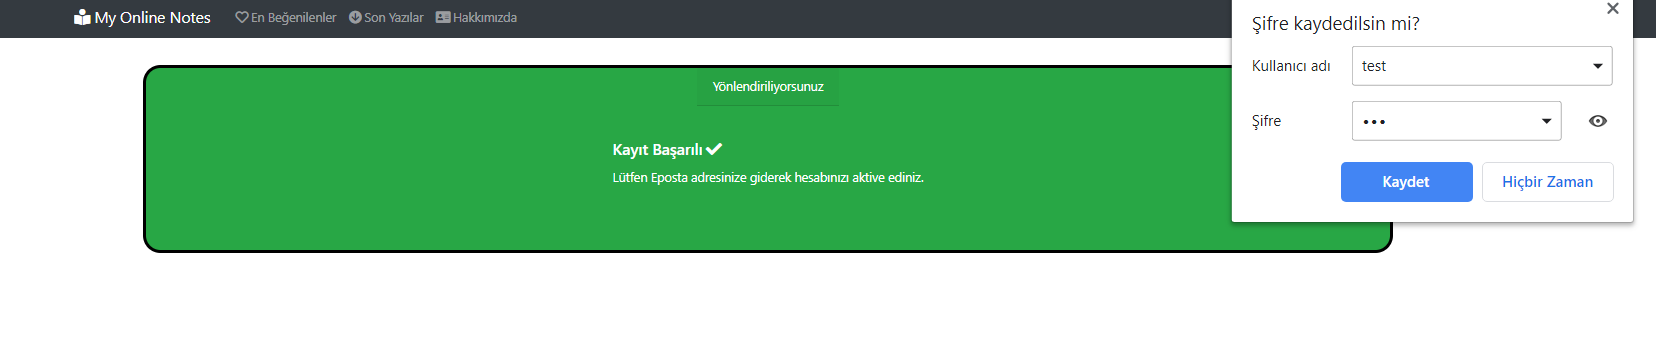 My Online Notes En Beğenilenler Son Yazılar Hakkımızda
Yönlendiriliyorsunuz
Kayıt Başarılı
Lütfen Eposta adresinize giderek hesabınızı aktive ediniz.
Şifre kaydedilsin mi?
Kullanıcı adı test
Şifre •••
Kaydet Hiçbir Zaman